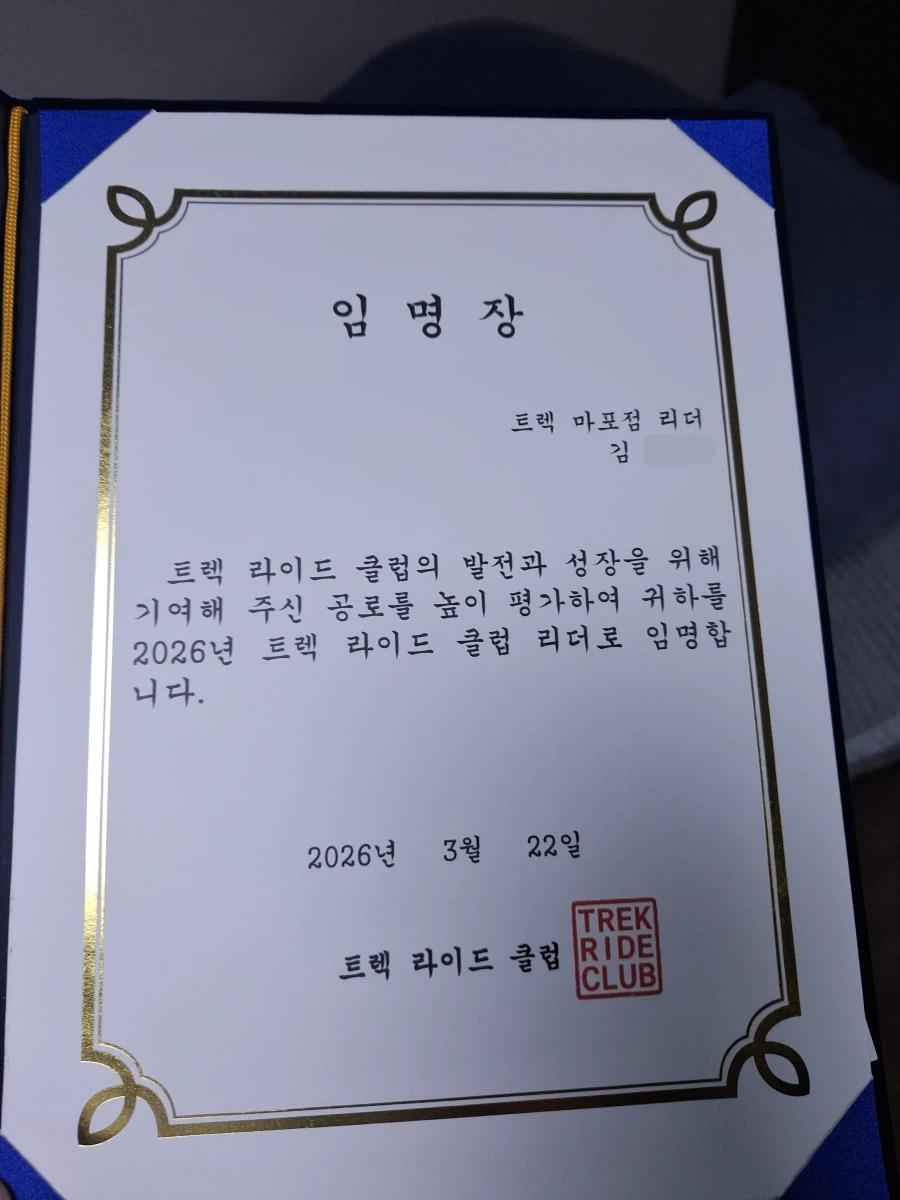 임 명 장
트렉 마포점 리더
김
트렉 라이드 클럽의 발전과 성장을 위해
기여해 주신 공로를 높이 평가하여 귀하를
2026년 트렉 라이드 클럽 리더로 임명합
니다.
2026년 3월 22일
트렉 라이드 클럽
TREK
RIDE
CLUB